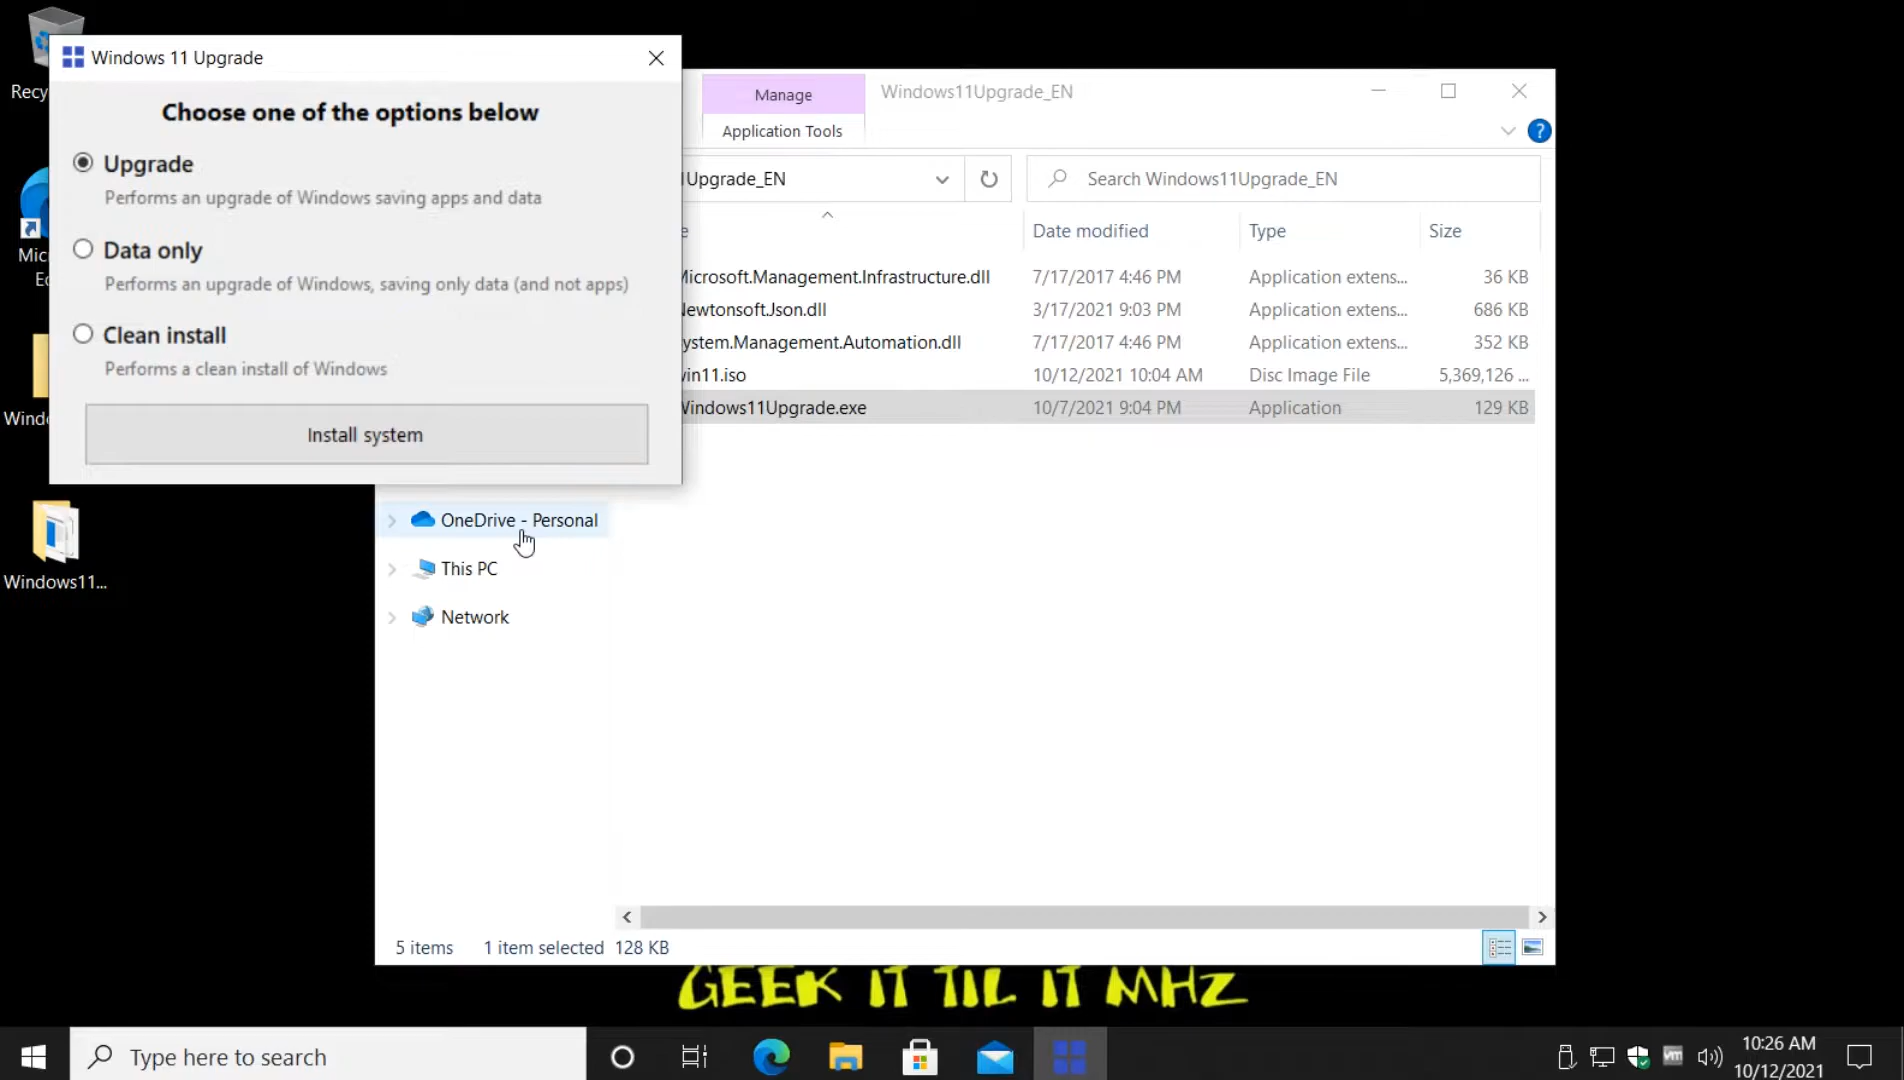 Recy
Mic
Ec
Wind
Windows11...
Windows 11 Upgrade
Choose one of the options below
Upgrade
Performs an upgrade of Windows saving apps and data
Data only
Performs an upgrade of Windows, saving only data (and not apps)
Clean install
Performs a clean install of Windows
Install system
Manage
Windows11Upgrade_EN
Application Tools
?
Upgrade_EN
Search Windows11Upgrade_EN
e Date modified Type Size
Microsoft.Management.Infrastructure.dll 7/17/2017 4:46 PM Application extens... 36 KB
Newtonsoft.Json.dll 3/17/2021 9:03 PM Application extens... 686 KB
ystem.Management.Automation.dll 7/17/2017 4:46 PM Application extens... 352 KB
win11.iso 10/12/2021 10:04 AM Disc Image File 5,369,126 ...
Windows11Upgrade.exe 10/7/2021 9:04 PM Application 129 KB
OneDrive - Personal
This PC
Network
5 items 1 item selected 128 KB
GEEK IT TIL IT MHZ
Type here to search
vm
10:26 AM
10/12/2021